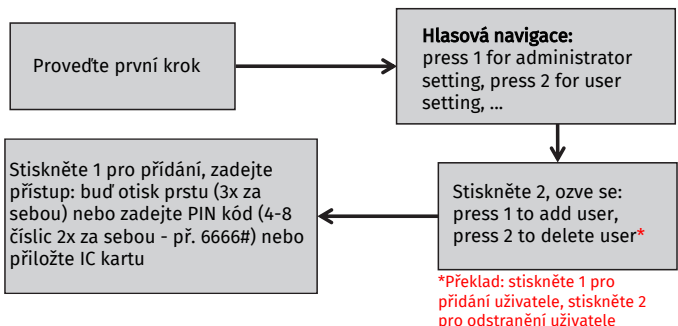 Proveďte první krok
Hlasová navigace:
press 1 for administrator
setting, press 2 for user
setting, ...
Stiskněte 2, ozve se:
press 1 to add user,
press 2 to delete user*
*Překlad: stiskněte 1 pro
přidání uživatele, stiskněte 2
pro odstranění uživatele
Stiskněte 1 pro přídání, zadejte
přístup: buď otisk prstu (3x za
sebou) nebo zadejte PIN kód (4-8
číslic 2x za sebou - př. 6666#) nebo
přiložte IC kartu